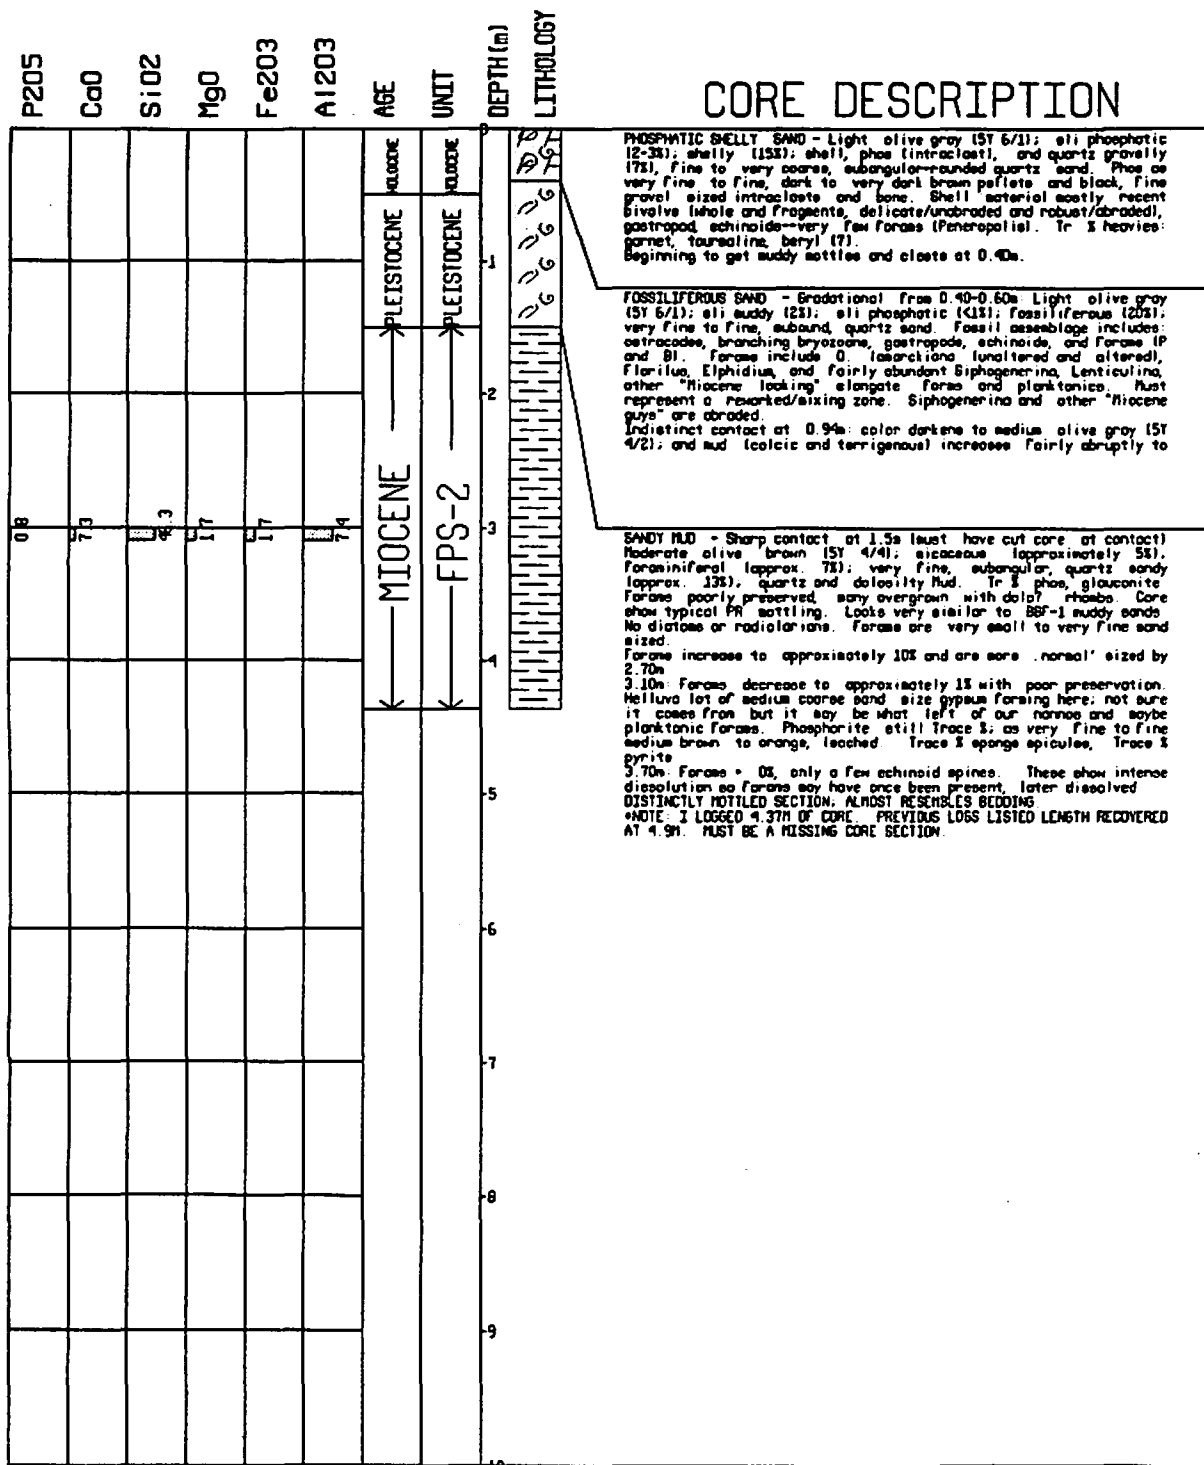 P205
CaO
SiO2
MgO
Fe2O3
Al2O3
AGE
UNIT
DEPTH(m)
LITHOLOGY
CORE DESCRIPTION
0
HOLOCENE
HOLOCENE
PLEISTOCENE
PLEISTOCENE
MIOCENE
FPS-2
0.8
7.3
1.7
1.7
7.4
-1
-2
-3
-4
-5
-6
-7
-8
-9
PHOSPHATIC SHELLY SAND - Light olive gray (5Y 6/1); sli phosphatic
(2-3%); shelly (15%); shell, phos (intraclast), and quartz gravelly
(7%), fine to very coarse, subangular-rounded quartz sand. Phos as
very fine to fine, dark to very dark brown pellets and black, fine
gravel sized intraclasts and bone. Shell material mostly recent
bivalve (whole and fragments, delicate/unabraded and robust/abraded),
gastropod, echinoids--very few forams (Peneropolis). Tr % heavies:
garnet, tourmaline, beryl (?).
Beginning to get muddy mottles and clasts at 0.40m.
FOSSILIFEROUS SAND - Gradational from 0.40-0.60m Light olive gray
(5Y 6/1); sli muddy (2%); sli phosphatic (<1%); fossiliferous (20%);
very fine to fine, subound, quartz sand. Fossil assemblage includes:
ostracodes, branching bryozoans, gastropods, echinoids, and forams (P
and B). Forams include O. lamarckiana (unaltered and altered),
Florilus, Elphidium, and fairly abundant Siphogenerina, Lenticulina,
other "Miocene looking" elongate forms and planktonics. Must
represent a reworked/mixing zone. Siphogenerina and other "Miocene
guys" are abraded.
Indistinct contact at 0.94m: color darkens to medium olive gray (5Y
4/2); and mud (calcic and terrigenous) increases fairly abruptly to
SANDY MUD - Sharp contact at 1.5m (must have cut core at contact)
Moderate olive brown (5Y 4/4); micaceous (approximately 5%),
foraminiferal (approx. 7%); very fine, subangular, quartz sandy
(approx. 13%); quartz and dolosilty Mud. Tr % phos, glauconite
Forams poorly preserved, many overgrown with dolo? rhombs. Core
show typical PR mottling. Looks very similar to BBF-1 muddy sands
No diatoms or radiolarians. Forams are very small to very fine sand
sized.
Forams increase to approximately 10% and are more .normal' sized by
2.70m
3.10m: Forams decrease to approximately 1% with poor preservation.
Helluva lot of medium coarse sand size gypsum forming here; not sure
it comes from but it may be what left of our nannos and maybe
planktonic forams. Phosphorite still Trace %; as very fine to fine
medium brown to orange, leached. Trace % sponge spicules, Trace %
pyrite
3.70m: Forams = 0%, only a few echinoid spines. These show intense
dissolution so forams may have once been present, later dissolved
DISTINCTLY MOTTLED SECTION; ALMOST RESEMBLES BEDDING
*NOTE: I LOGGED 4.37M OF CORE. PREVIOUS LOGS LISTED LENGTH RECOVERED
AT 4.9M. MUST BE A MISSING CORE SECTION.